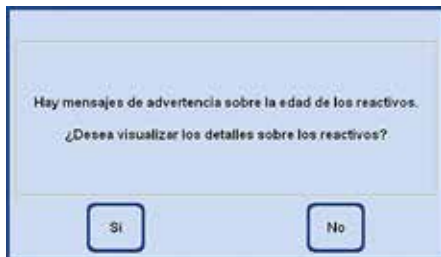 Hay mensajes de advertencia sobre la edad de los reactivos.
¿Desea visualizar los detalles sobre los reactivos?
Sí No